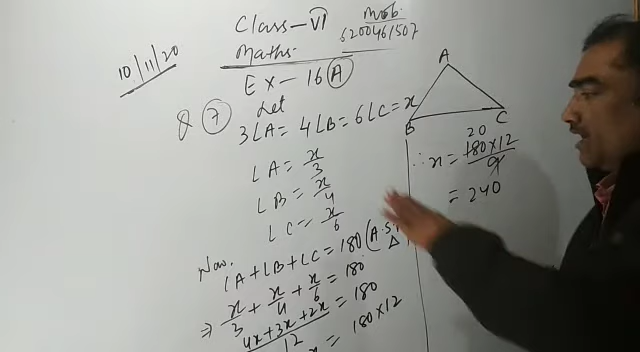 Class-VI
Mob.
6200461507
Maths.
10/11/20
Ex-16(A)
Q (7) Let
3∠A = 4∠B = 6∠C = x
∠A = x/3
∠B = x/4
∠C = x/6
Now,
∠A+∠B+∠C = 180 (A.S.
Δ
⇒ x/3 + x/4 + x/6 = 180
4x+3x+2x/12 = 180
= 180×12
A
B
C
20
∴ x = 180×12/9
= 240